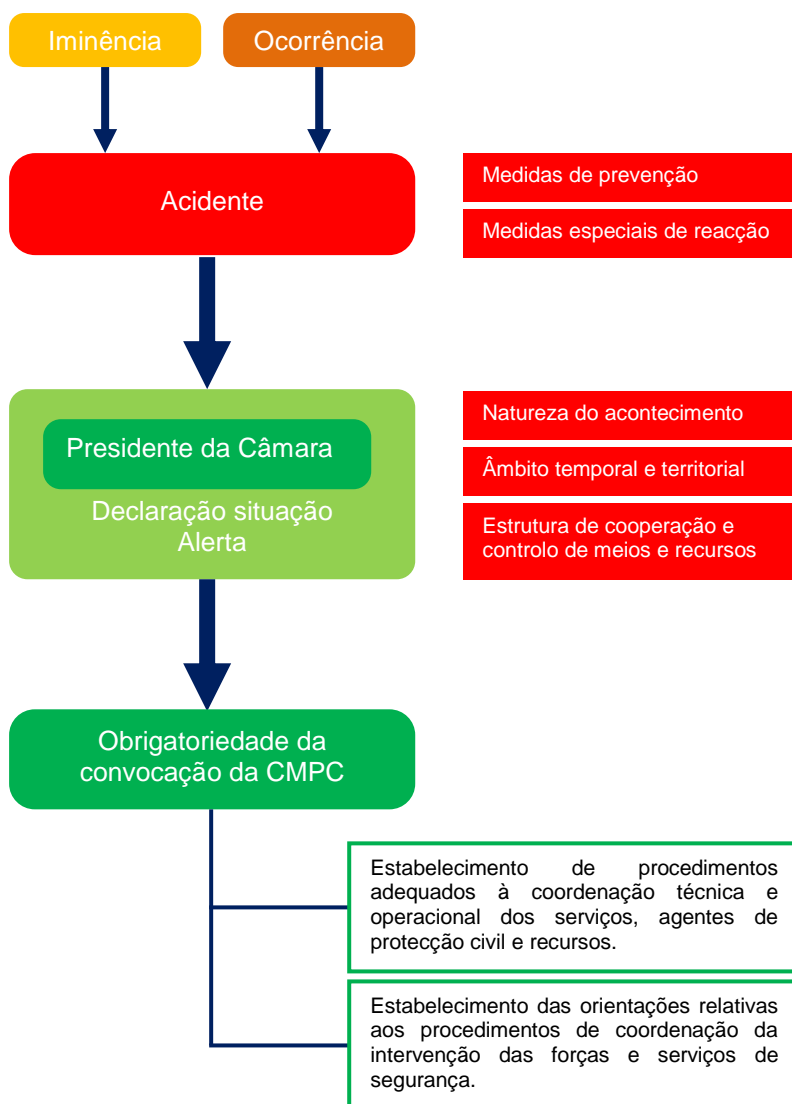 Iminência
Ocorrência
Acidente
Medidas de prevenção
Medidas especiais de reacção
Presidente da Câmara
Declaração situação
Alerta
Natureza do acontecimento
Âmbito temporal e territorial
Estrutura de cooperação e
controlo de meios e recursos
Obrigatoriedade da
convocação da CMPC
Estabelecimento de procedimentos
adequados à coordenação técnica e
operacional dos serviços, agentes de
protecção civil e recursos.
Estabelecimento das orientações relativas
aos procedimentos de coordenação da
intervenção das forças e serviços de
segurança.